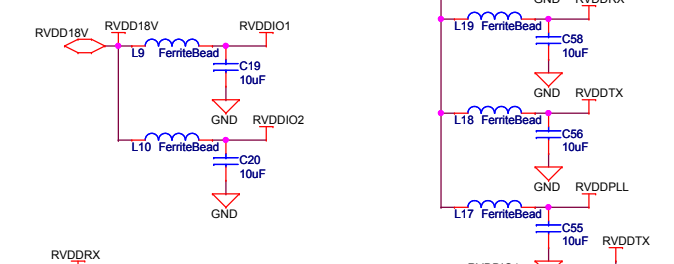 RVDD18V
RVDD18V
RVDDIO1
L9 FerriteBead
C19
10uF
GND
RVDDIO2
L10 FerriteBead
C20
10uF
GND
RVDDRX
GND RVDDRX
L19 FerriteBead
C58
10uF
GND
RVDDTX
L18 FerriteBead
C56
10uF
GND
RVDDPLL
L17 FerriteBead
C55
10uF
RVDDTX